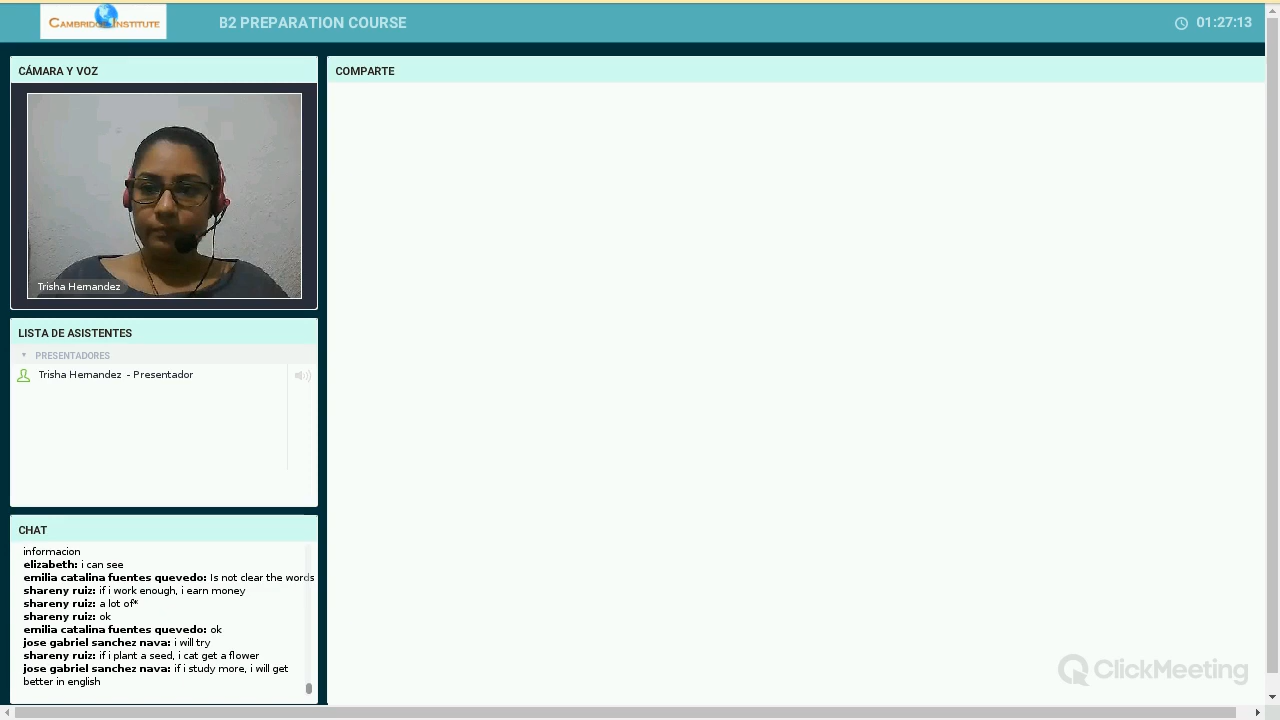 CAMBRIDGE INSTITUTE
B2 PREPARATION COURSE
01:27:13
CÁMARA Y VOZ
Trisha Hernandez
LISTA DE ASISTENTES
PRESENTADORES
Trisha Hernandez - Presentador
CHAT
informacion
elizabeth: i can see
emilia catalina fuentes quevedo: Is not clear the words
shareny ruiz: if i work enough, i earn money
shareny ruiz: a lot of*
shareny ruiz: ok
emilia catalina fuentes quevedo: ok
jose gabriel sanchez nava: i will try
shareny ruiz: if i plant a seed, i cat get a flower
jose gabriel sanchez nava: if i study more, i will get
better in english
COMPARTE
ClickMeeting